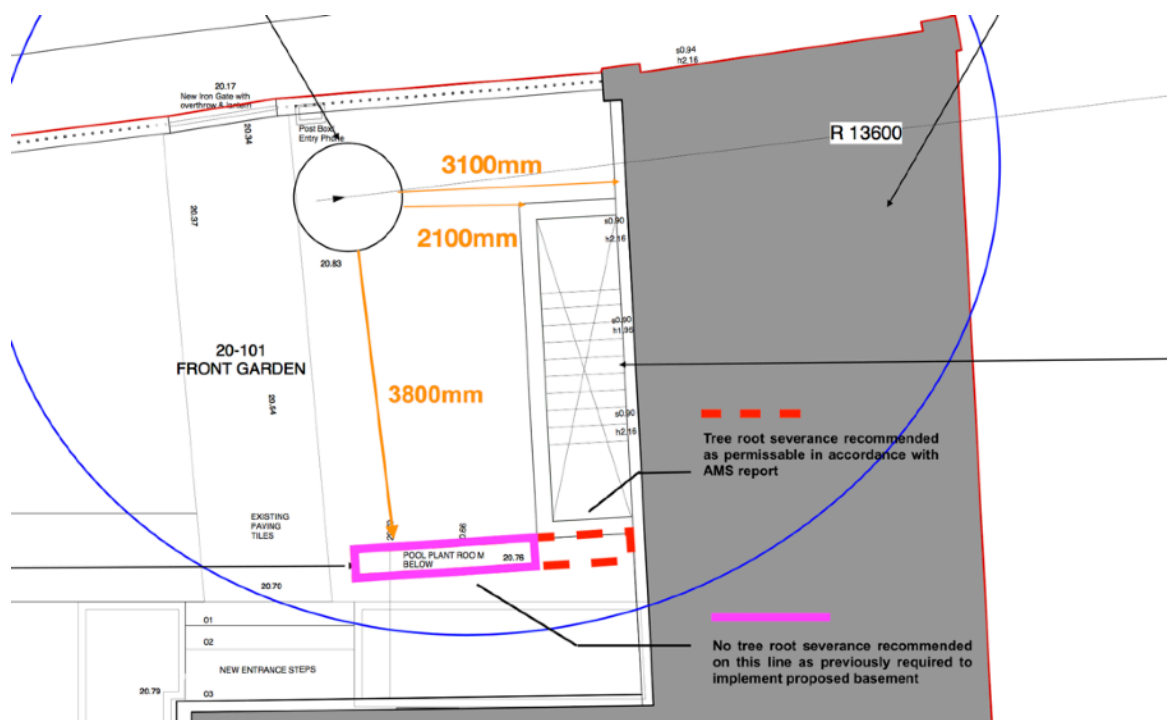 s0.94
h2.16
20.17
New Iron Gate with
overthrow & lantern
20.34
Post Box/
Entry Phone
R 13600
3100mm
20.37
s0.90
2100mm
h2.16
20.83
s0.90
h1.95
20-101
FRONT GARDEN
3800mm
20.54
s0.90
h2.16
Tree root severance recommended
as permissable in accordance with
AMS report
EXISTING
PAVING
TILES
POOL PLANT ROOM
BELOW
20.76
20.70
01
02
NEW ENTRANCE STEPS
03
20.79
No tree root severance recommended
on this line as previously required to
implement proposed basement